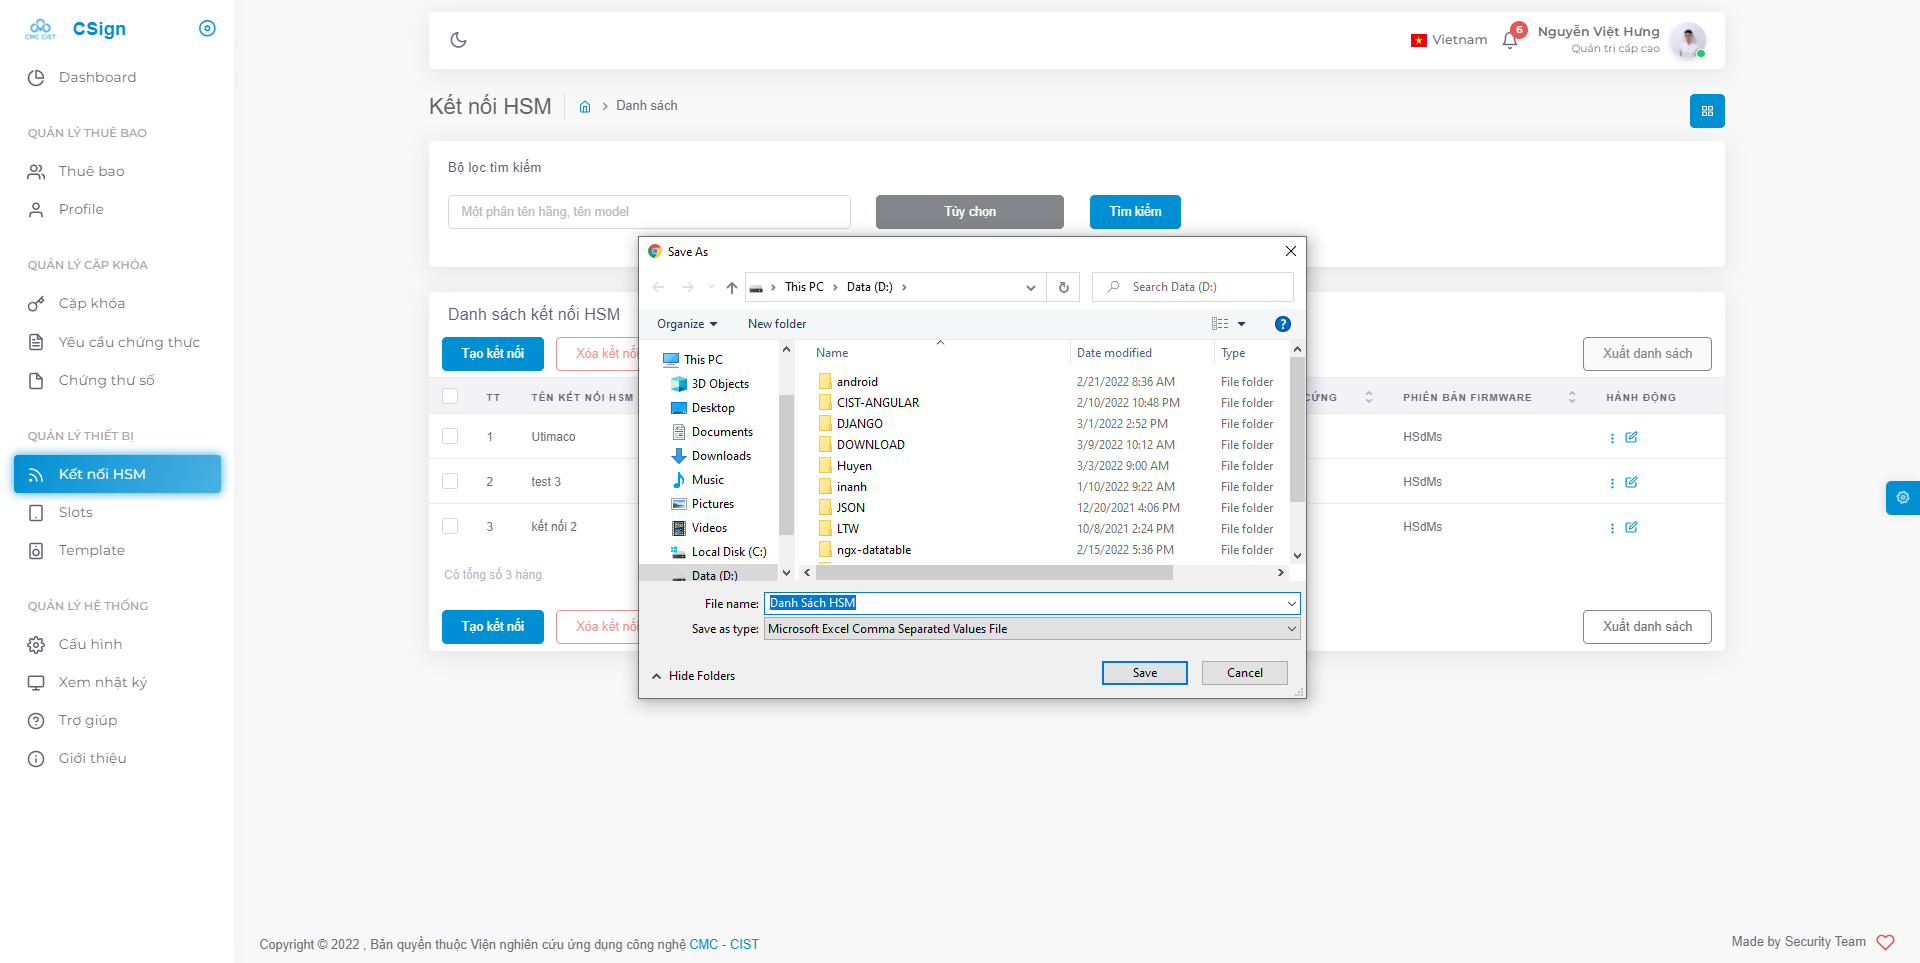 CMC CIST
CSign
Dashboard
QUẢN LÝ THUÊ BAO
Thuê bao
Profile
QUẢN LÝ CẶP KHÓA
Cặp khóa
Yêu cầu chứng thực
Chứng thư số
QUẢN LÝ THIẾT BỊ
Kết nối HSM
Slots
Template
QUẢN LÝ HỆ THỐNG
Cấu hình
Xem nhật ký
Trợ giúp
Giới thiệu
Vietnam
6
Nguyễn Việt Hưng
Quản trị cấp cao
Kết nối HSM
Danh sách
Bộ lọc tìm kiếm
Một phần tên hãng, tên model
Tùy chọn
Tìm kiếm
Danh sách kết nối HSM
Tạo kết nối
Xóa kết nối
Xuất danh sách
TT
TÊN KẾT NỐI HSM
CỨNG
PHIÊN BẢN FIRMWARE
HÀNH ĐỘNG
1 Utimaco HSdMs
2 test 3 HSdMs
3 kết nối 2 HSdMs
Có tổng số 3 hàng.
Tạo kết nối
Xóa kết nối
Xuất danh sách
Save As
This PC
Data (D:)
Search Data (D:)
Organize
New folder
?
This PC
3D Objects
Desktop
Documents
Downloads
Music
Pictures
Videos
Local Disk (C:)
Data (D:)
Name Date modified Type
android 2/21/2022 8:36 AM File folder
CIST-ANGULAR 2/10/2022 10:48 PM File folder
DJANGO 3/1/2022 2:52 PM File folder
DOWNLOAD 3/9/2022 10:12 AM File folder
Huyen 3/3/2022 9:00 AM File folder
inanh 1/10/2022 9:22 AM File folder
JSON 12/20/2021 4:06 PM File folder
LTW 10/8/2021 2:24 PM File folder
ngx-datatable 2/15/2022 5:36 PM File folder
File name: Danh Sách HSM
Save as type: Microsoft Excel Comma Separated Values File
Hide Folders
Save
Cancel
Copyright © 2022 , Bản quyền thuộc Viện nghiên cứu ứng dụng công nghệ CMC - CIST
Made by Security Team